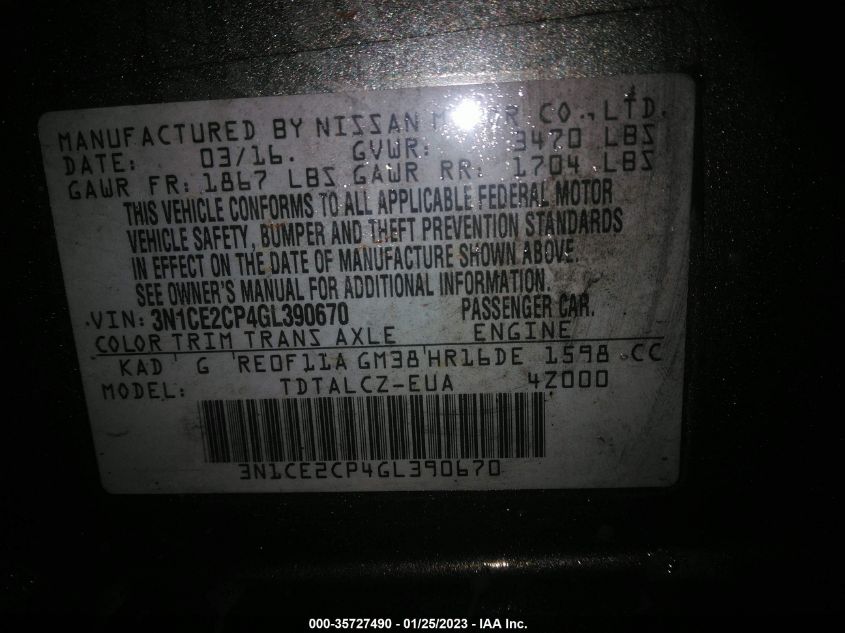 MANUFACTURED BY NISSAN CO., LTD.
DATE: 03/16. GVWR: 3470 LBS
GAWR FR: 1867 LBS GAWR RR: 1704 LBS
THIS VEHICLE CONFORMS TO ALL APPLICABLE FEDERAL MOTOR
VEHICLE SAFETY, BUMPER AND THEFT PREVENTION STANDARDS
IN EFFECT ON THE DATE OF MANUFACTURE SHOWN ABOVE.
SEE OWNER'S MANUAL FOR ADDITIONAL INFORMATION.
VIN: 3N1CE2CP4GL390670 PASSENGER CAR.
COLOR TRIM TRANS AXLE ENGINE
KAD G RE0F11A GM38 HR16DE 1598 CC
MODEL: TDTALCZ-EUA 4Z000
3N1CE2CP4GL390670
000-35727490 - 01/25/2023 - IAA Inc.